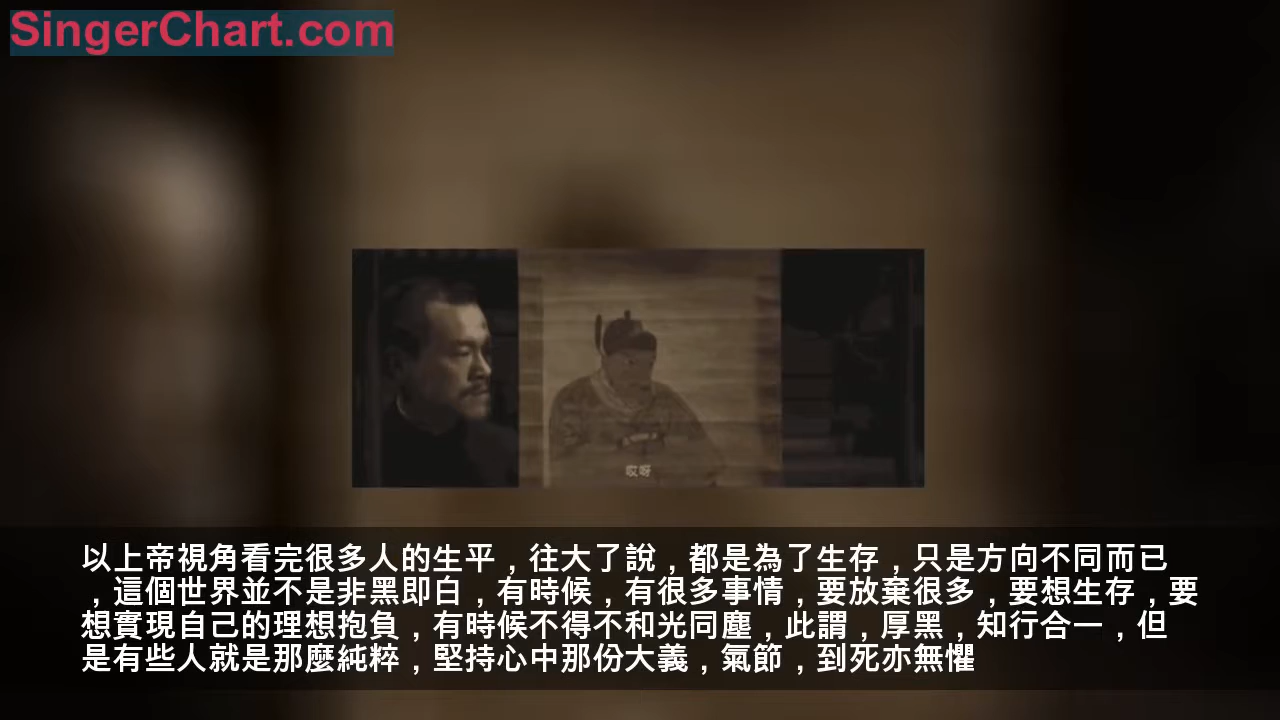 SingerChart.com
哎呀
以上帝視角看完很多人的生平，往大了說，都是為了生存，只是方向不同而已
，這個世界並不是非黑即白，有時候，有很多事情，要放棄很多，要想生存，要
想實現自己的理想抱負，有時候不得不和光同塵，此謂，厚黑，知行合一，但
是有些人就是那麼純粹，堅持心中那份大義，氣節，到死亦無懼